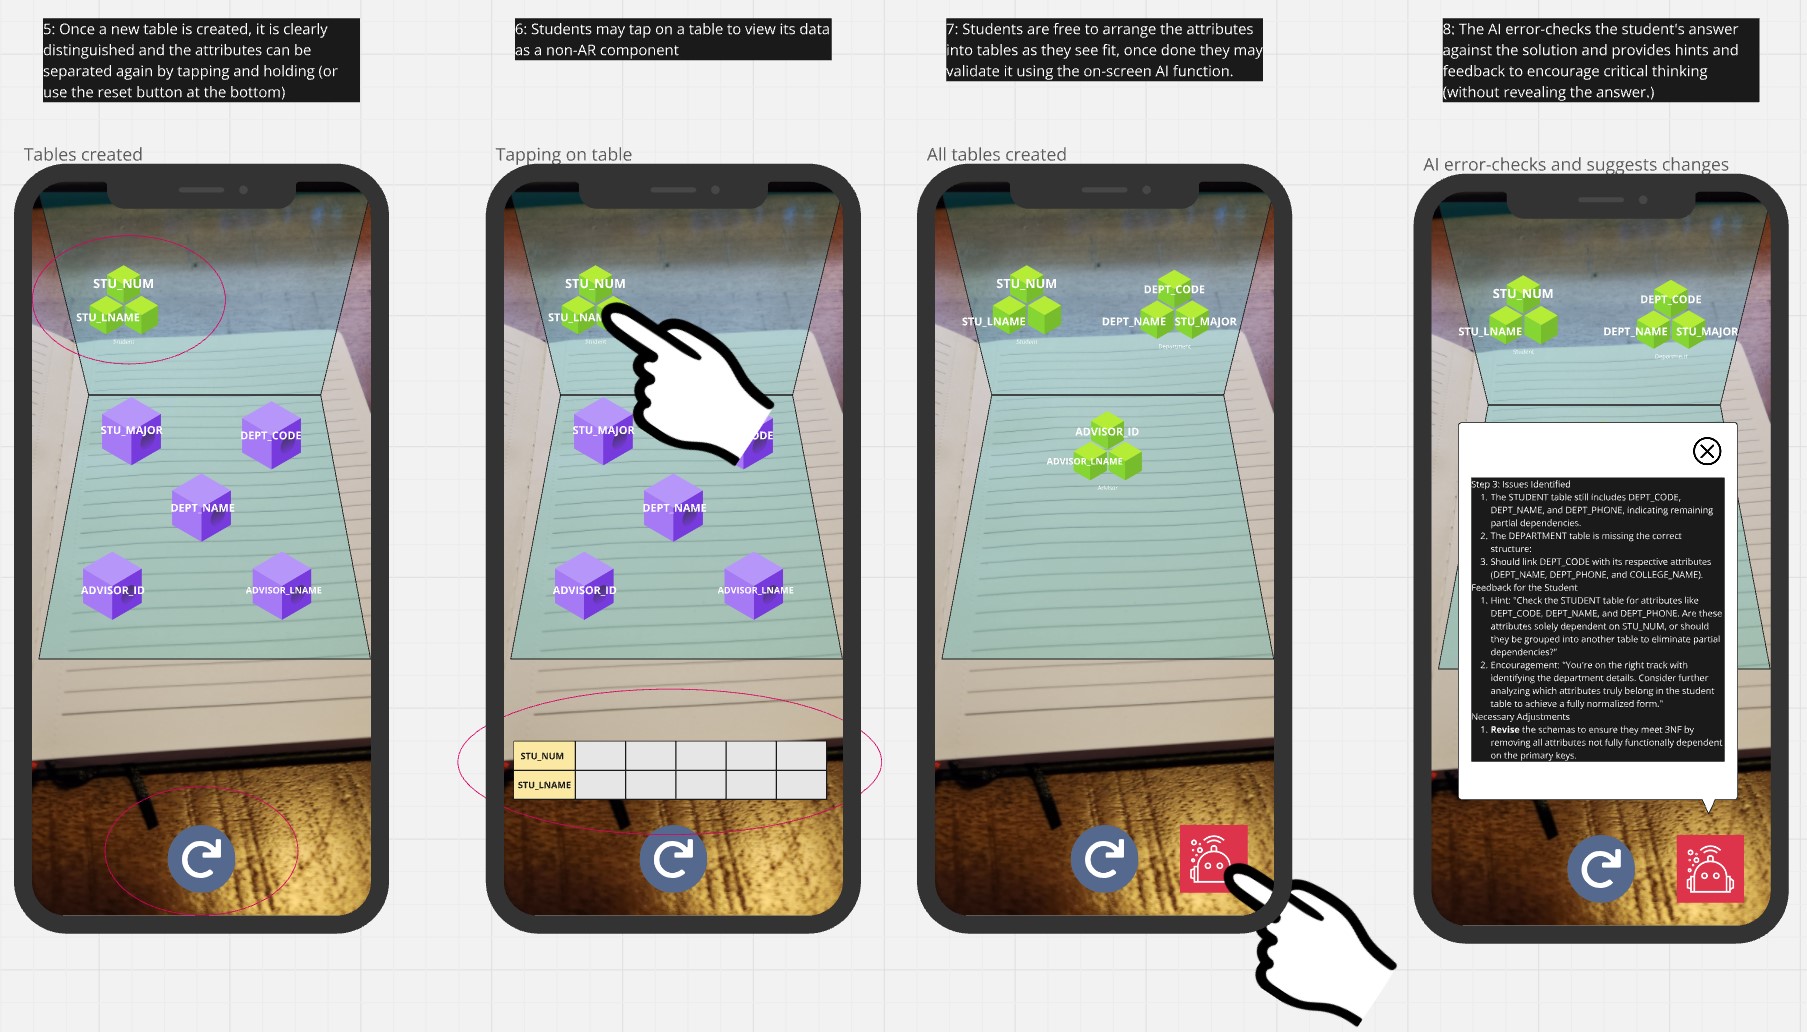 5: Once a new table is created, it is clearly
distinguished and the attributes can be
separated again by tapping and holding (or
use the reset button at the bottom)
6: Students may tap on a table to view its data
as a non-AR component
7: Students are free to arrange the attributes
into tables as they see fit, once done they may
validate it using the on-screen AI function.
8: The AI error-checks the student's answer
against the solution and provides hints and
feedback to encourage critical thinking
(without revealing the answer.)
Tables created
STU_NUM
STU_LNAME
Student
STU_MAJOR
DEPT_CODE
DEPT_NAME
ADVISOR_ID
ADVISOR_LNAME
Tapping on table
STU_NUM
STU_LNA
Student
STU_MAJOR
ODE
DEPT_NAME
ADVISOR_ID
ADVISOR_LNAME
STU_NUM
STU_LNAME
All tables created
STU_NUM
STU_LNAME
Student
DEPT_CODE
DEPT_NAME
STU_MAJOR
Department
ADVISOR_ID
ADVISOR_LNAME
Advisor
AI error-checks and suggests changes
STU_NUM
STU_LNAME
Student
DEPT_CODE
DEPT_NAME
STU_MAJOR
Department
Step 3: Issues Identified
1. The STUDENT table still includes DEPT_CODE,
DEPT_NAME, and DEPT_PHONE, indicating remaining
partial dependencies.
2. The DEPARTMENT table is missing the correct
structure:
3. Should link DEPT_CODE with its respective attributes
(DEPT_NAME, DEPT_PHONE, and COLLEGE_NAME).
Feedback for the Student
1. Hint: "Check the STUDENT table for attributes like
DEPT_CODE, DEPT_NAME, and DEPT_PHONE. Are these
attributes solely dependent on STU_NUM, or should
they be grouped into another table to eliminate partial
dependencies?"
2. Encouragement: "You're on the right track with
identifying the department details. Consider further
analyzing which attributes truly belong in the student
table to achieve a fully normalized form."
Necessary Adjustments
1. Revise the schemas to ensure they meet 3NF by
removing all attributes not fully functionally dependent
on the primary keys.